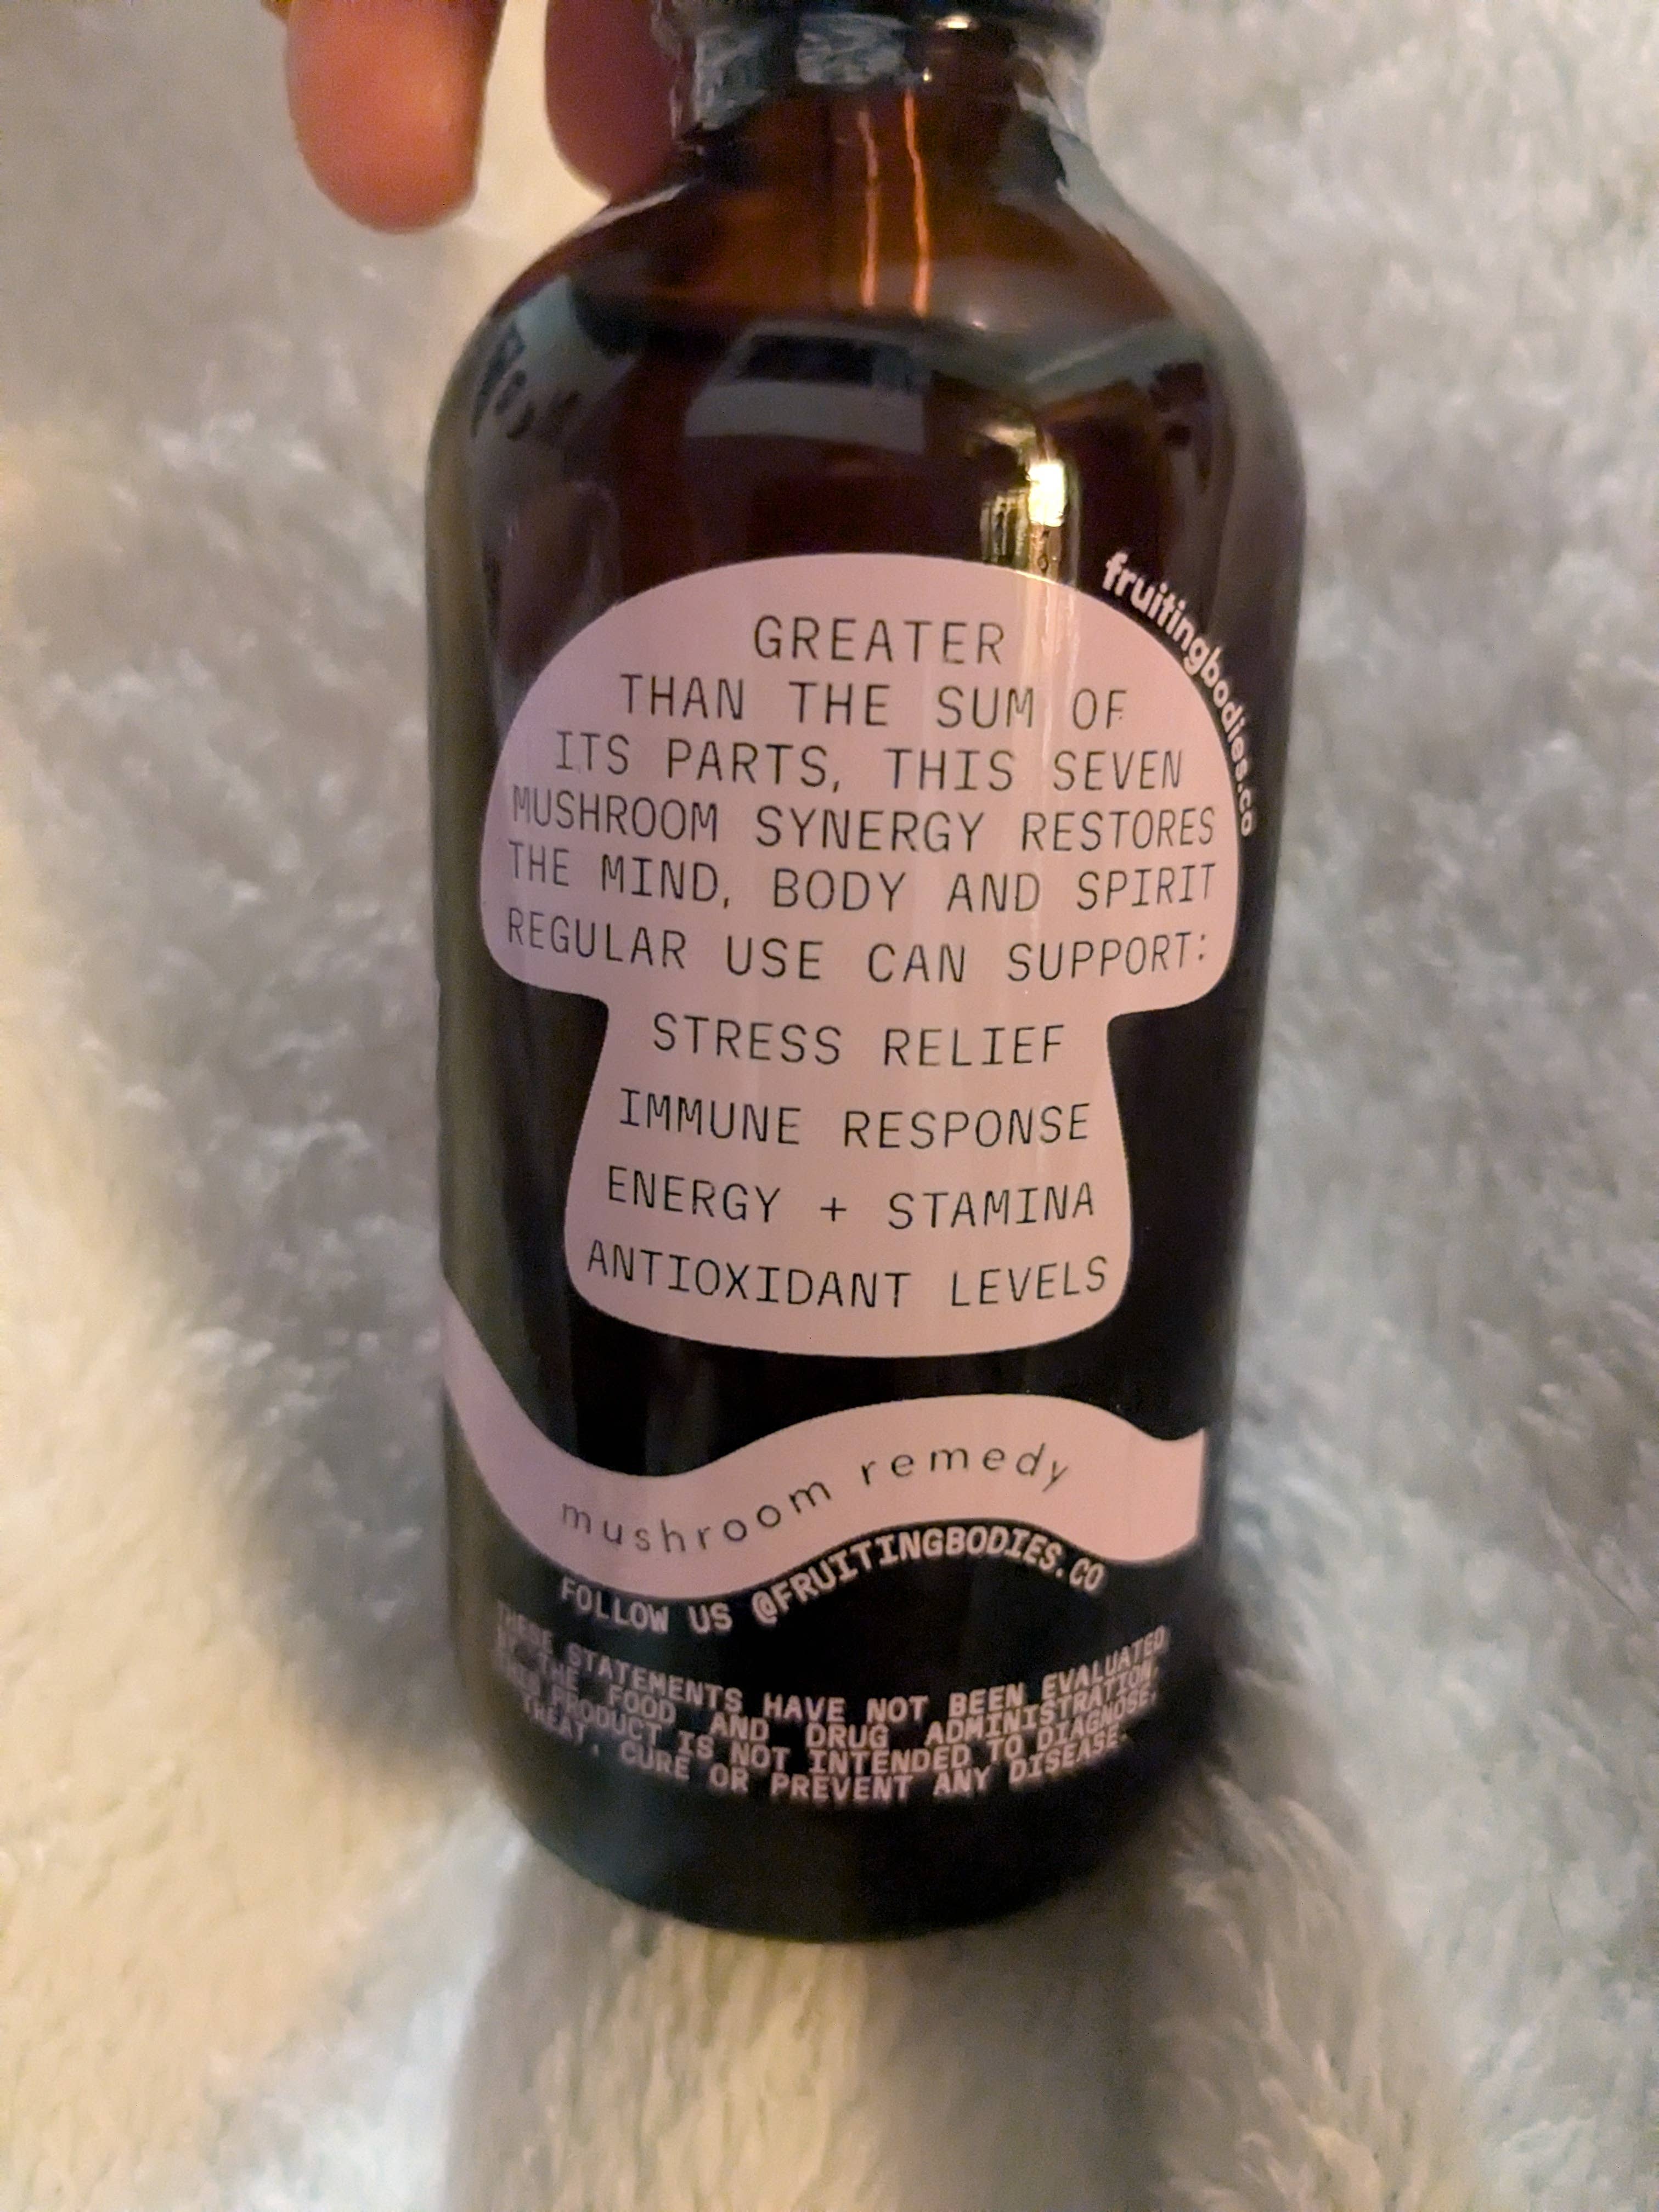 fruitingbodies.co
GREATER
THAN THE SUM OF
ITS PARTS, THIS SEVEN
MUSHROOM SYNERGY RESTORES
THE MIND, BODY AND SPIRIT
REGULAR USE CAN SUPPORT:
STRESS RELIEF
IMMUNE RESPONSE
ENERGY + STAMINA
ANTIOXIDANT LEVELS
mushroom remedy
FOLLOW US @FRUITINGBODIES.CO
THESE STATEMENTS HAVE NOT BEEN EVALUATED
BY THE FOOD AND DRUG ADMINISTRATION.
THIS PRODUCT IS NOT INTENDED TO DIAGNOSE,
TREAT, CURE OR PREVENT ANY DISEASE.